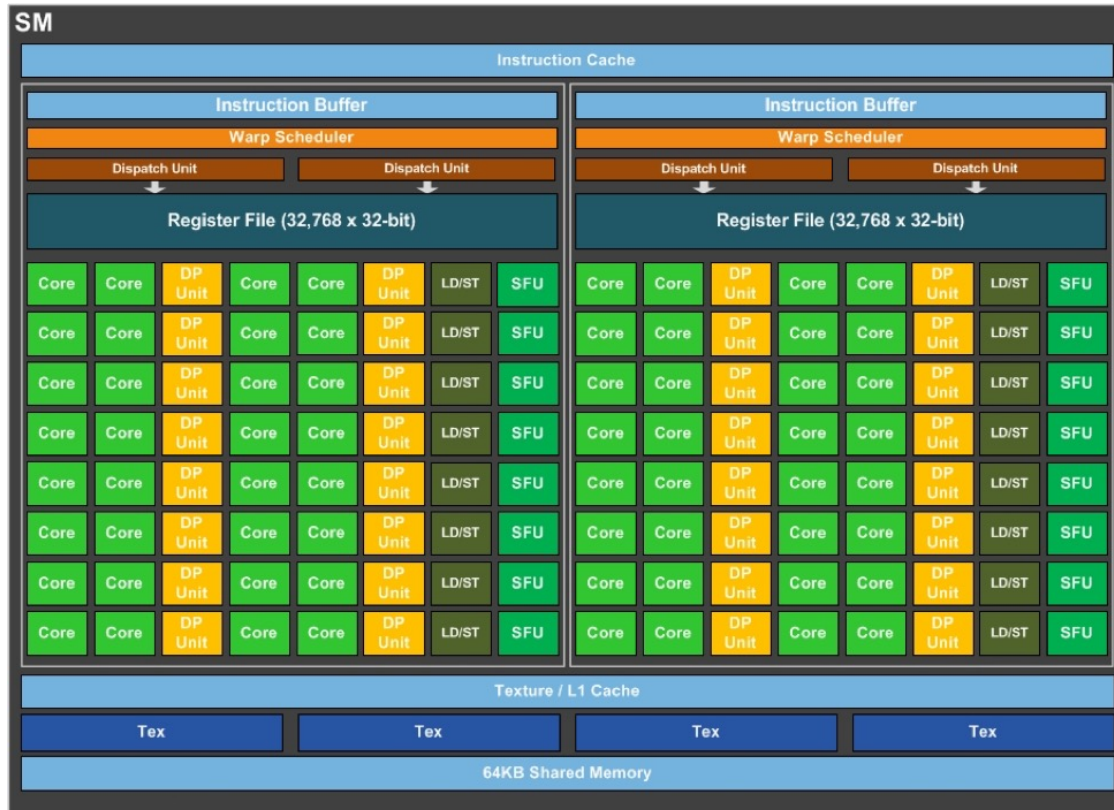 SM
Instruction Cache
Instruction Buffer Instruction Buffer
Warp Scheduler Warp Scheduler
Dispatch Unit Dispatch Unit Dispatch Unit Dispatch Unit
Register File (32,768 x 32-bit) Register File (32,768 x 32-bit)
Core Core DP Unit Core Core DP Unit LD/ST SFU Core Core DP Unit Core Core DP Unit LD/ST SFU
Core Core DP Unit Core Core DP Unit LD/ST SFU Core Core DP Unit Core Core DP Unit LD/ST SFU
Core Core DP Unit Core Core DP Unit LD/ST SFU Core Core DP Unit Core Core DP Unit LD/ST SFU
Core Core DP Unit Core Core DP Unit LD/ST SFU Core Core DP Unit Core Core DP Unit LD/ST SFU
Core Core DP Unit Core Core DP Unit LD/ST SFU Core Core DP Unit Core Core DP Unit LD/ST SFU
Core Core DP Unit Core Core DP Unit LD/ST SFU Core Core DP Unit Core Core DP Unit LD/ST SFU
Core Core DP Unit Core Core DP Unit LD/ST SFU Core Core DP Unit Core Core DP Unit LD/ST SFU
Core Core DP Unit Core Core DP Unit LD/ST SFU Core Core DP Unit Core Core DP Unit LD/ST SFU
Texture / L1 Cache
Tex Tex Tex Tex
64KB Shared Memory